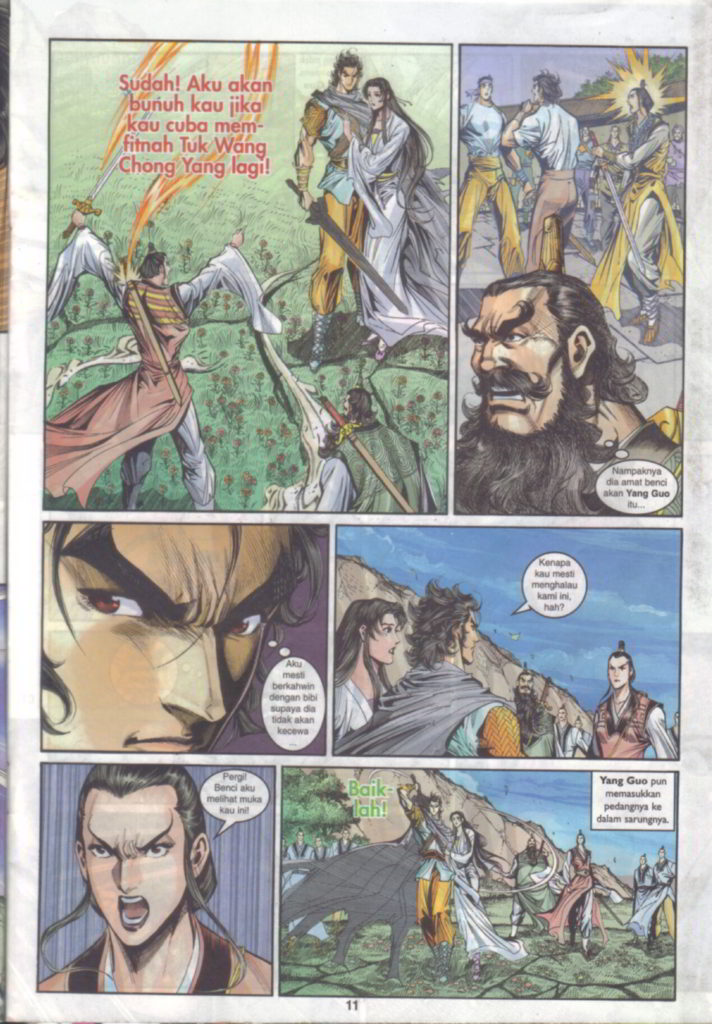 Sudah! Aku akan
bunuh kau jika
kau cuba mem-
fitnah Tuk Wang
Chong Yang lagi!
Nampaknya
dia amat benci
akan Yang Guo
itu...
Aku
mesti
berkahwin
dengan bibi
supaya dia
tidak akan
kecewa
...
Kenapa
kau mesti
menghalau
kami ini,
hah?
Pergi!
Benci aku
melihat muka
kau ini!
Baik-
lah!
Yang Guo pun
memasukkan
pedangnya ke
dalam sarungnya.
11